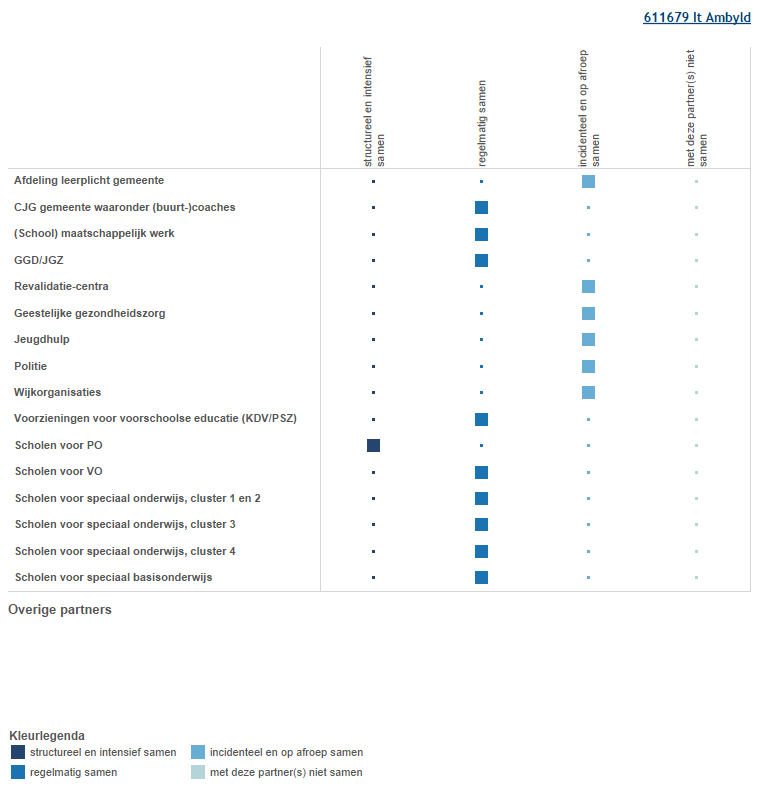 611679 It Ambyld
structureel en intensief
samen
regelmatig samen
incidenteel en op afroep
samen
met deze partner(s) niet
samen
Afdeling leerplicht gemeente
CJG gemeente waaronder (buurt-)coaches
(School) maatschappelijk werk
GGD/JGZ
Revalidatie-centra
Geestelijke gezondheidszorg
Jeugdhulp
Politie
Wijkorganisaties
Voorzieningen voor voorschoolse educatie (KDV/PSZ)
Scholen voor PO
Scholen voor VO
Scholen voor speciaal onderwijs, cluster 1 en 2
Scholen voor speciaal onderwijs, cluster 3
Scholen voor speciaal onderwijs, cluster 4
Scholen voor speciaal basisonderwijs
Overige partners
Kleurlegenda
structureel en intensief samen
incidenteel en op afroep samen
regelmatig samen
met deze partner(s) niet samen